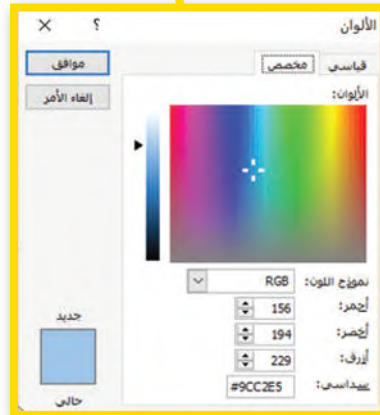 الألوان ؟ ×
قياسي مخصص
موافق
إلغاء الأمر
الألوان:
نموذج اللون: RGB
أحمر: 156
أخضر: 194
أزرق: 229
سداسي: #9CC2E5
جديد
حالي